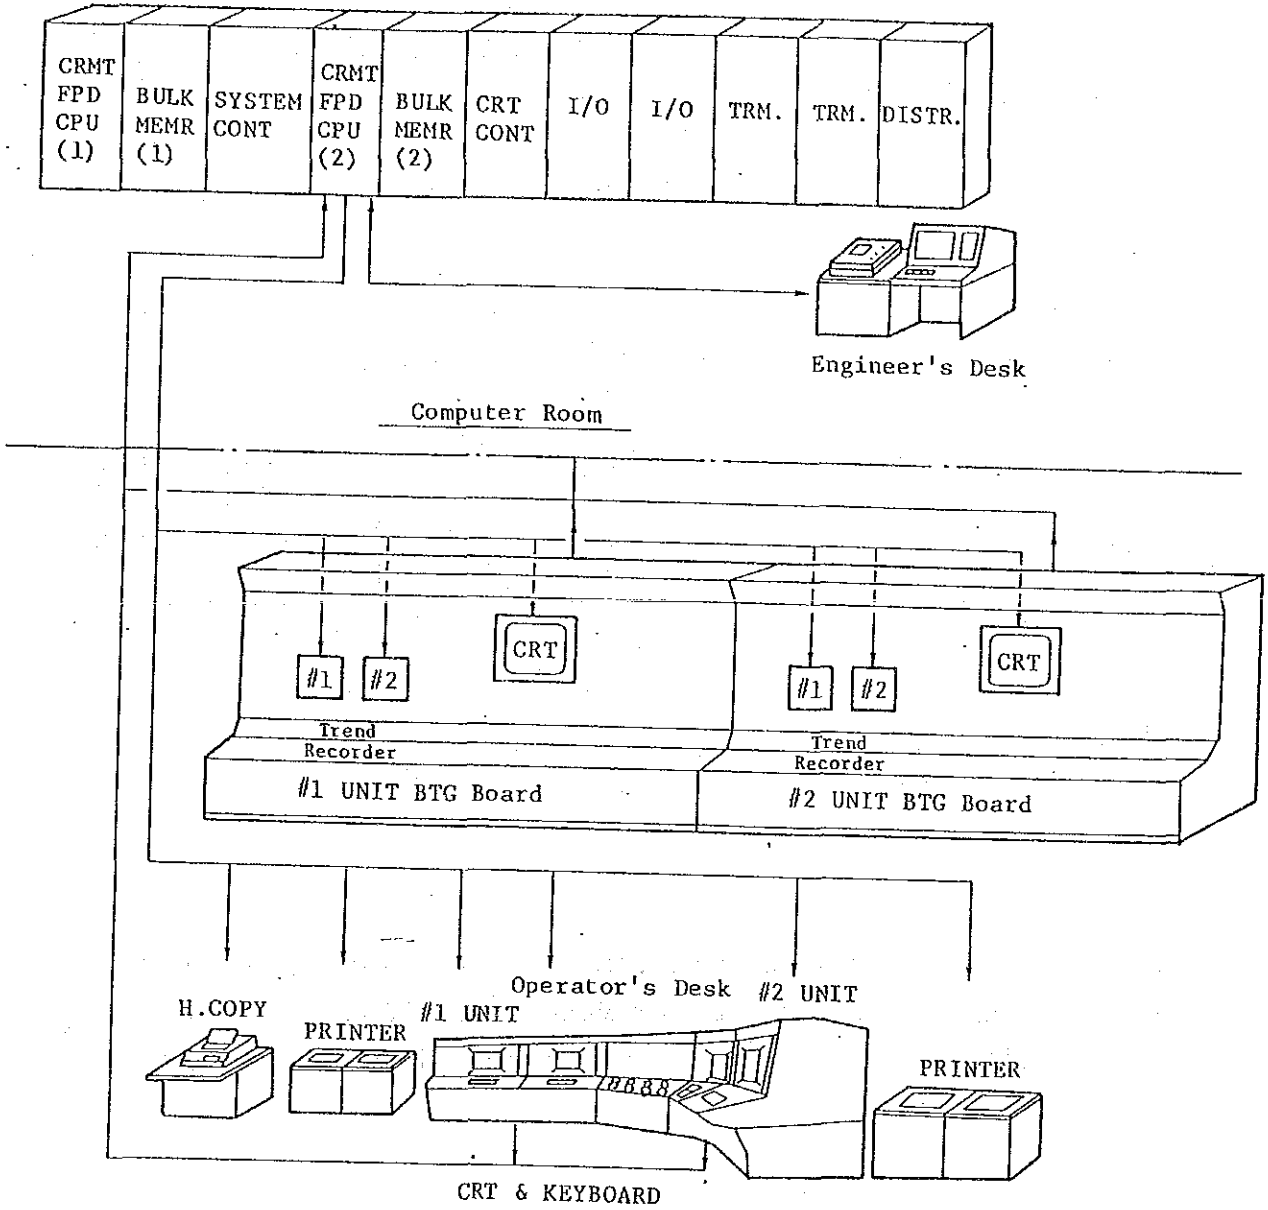 CRMT
FPD
CPU
(1)
BULK
MEMR
(1)
SYSTEM
CONT
CRMT
FPD
CPU
(2)
BULK
MEMR
(2)
CRT
CONT
I/O
I/O
TRM.
TRM.
DISTR.
Engineer's Desk
Computer Room
#1
#2
CRT
Trend
Recorder
#1 UNIT BTG Board
#1
#2
CRT
Trend
Recorder
#2 UNIT BTG Board
H.COPY
PRINTER
#1 UNIT
Operator's Desk
#2 UNIT
PRINTER
CRT & KEYBOARD